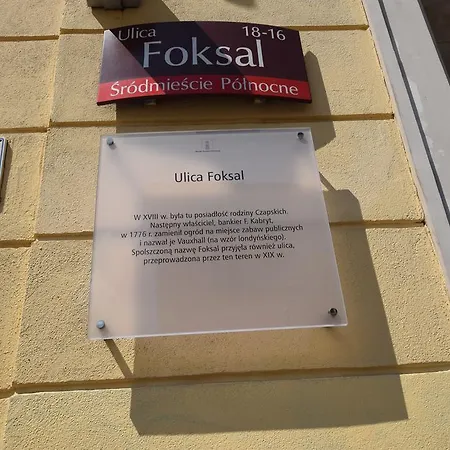 Ulica 18-16
Foksal
Śródmieście Północne
Ulica Foksal
W XVIII w. była tu posiadłość rodziny Czapskich.
Następny właściciel, bankier F. Kabryt,
w 1776 r. zamienił ogród na miejsce zabaw publicznych
i nazwał je Vauxhall (na wzór londyńskiego).
Spolszczoną nazwę Foksal przyjęła również ulica,
przeprowadzona przez ten teren w XIX w.